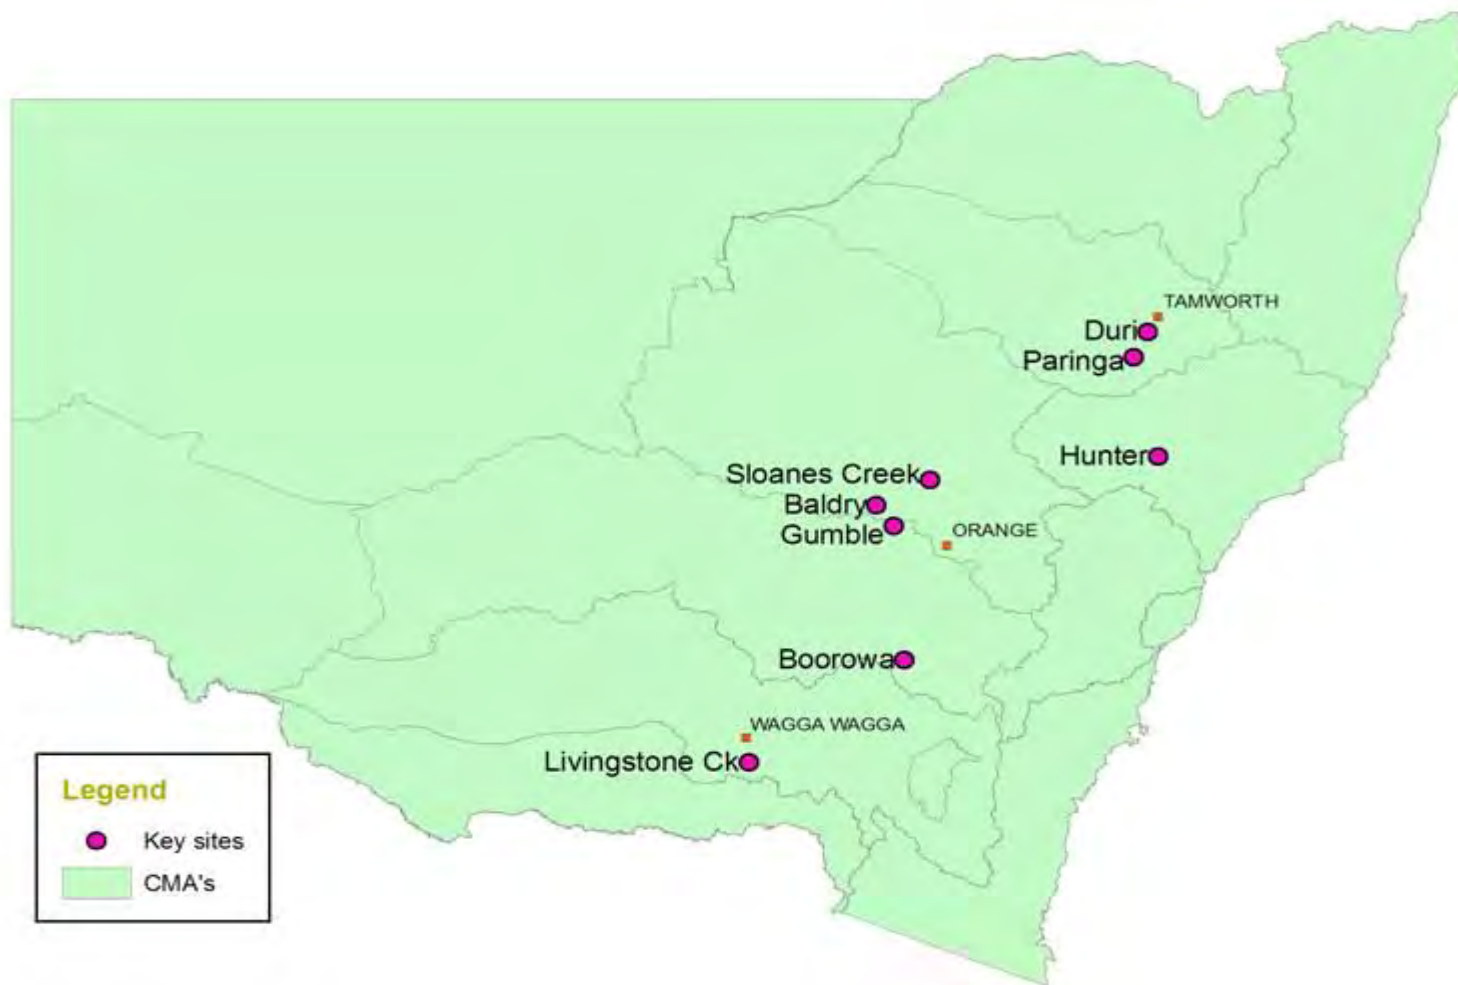 TAMWORTH
Duri
Paringa
Hunter
Sloanes Creek
Baldry
Gumble
ORANGE
Boorowa
WAGGA WAGGA
Livingstone Ck
Legend
Key sites
CMA's